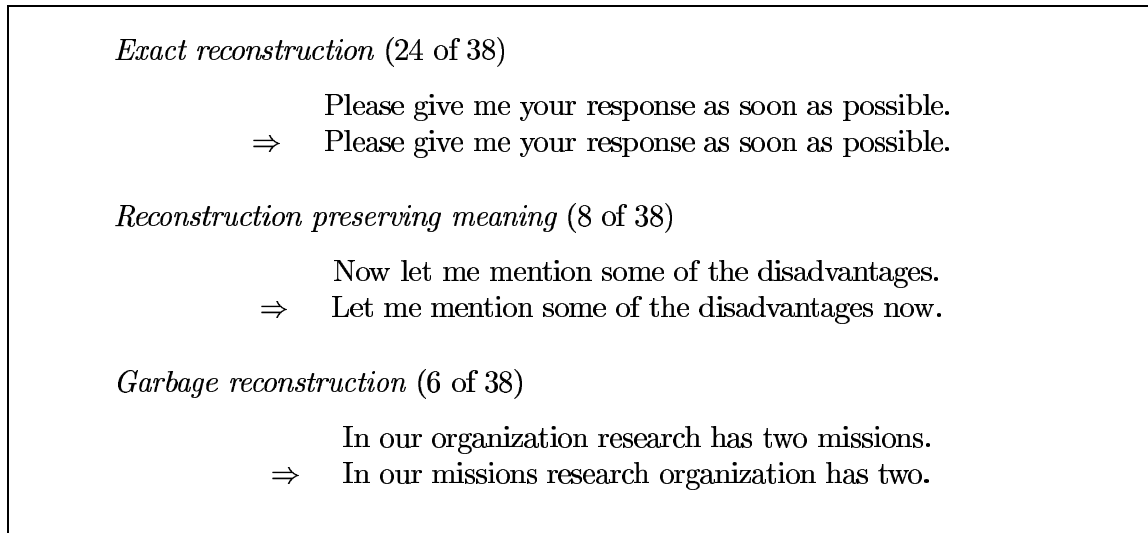 Exact reconstruction (24 of 38)
Please give me your response as soon as possible.
⇒ Please give me your response as soon as possible.
Reconstruction preserving meaning (8 of 38)
Now let me mention some of the disadvantages.
⇒ Let me mention some of the disadvantages now.
Garbage reconstruction (6 of 38)
In our organization research has two missions.
⇒ In our missions research organization has two.